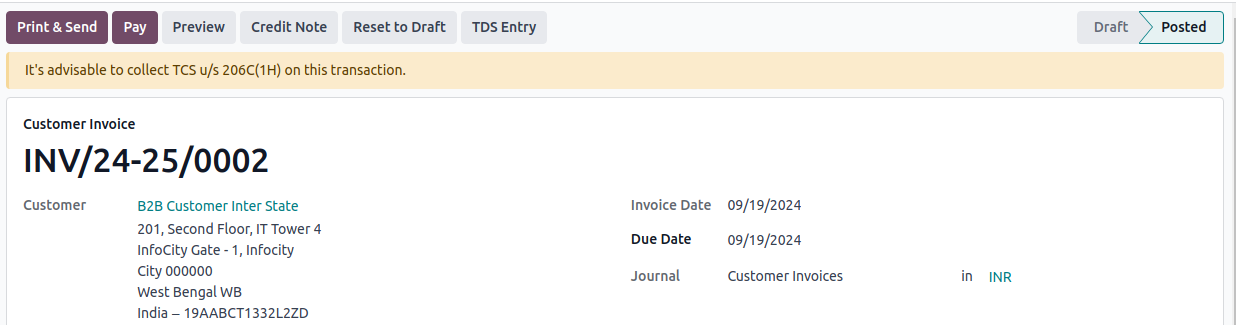 Print & Send Pay Preview Credit Note Reset to Draft TDS Entry Draft Posted
It's advisable to collect TCS u/s 206C(1H) on this transaction.
Customer Invoice
INV/24-25/0002
Customer B2B Customer Inter State Invoice Date 09/19/2024
201, Second Floor, IT Tower 4
InfoCity Gate - 1, Infocity Due Date 09/19/2024
City 000000 Journal Customer Invoices in INR
West Bengal WB
India – 19AABCT1332L2ZD